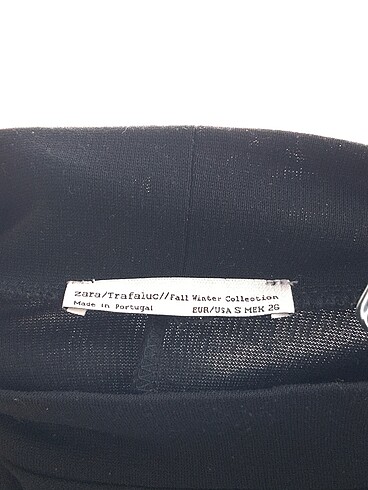 zara/Trafaluc//Fall Winter Collection
Made in Portugal EUR/USA S MEX 26